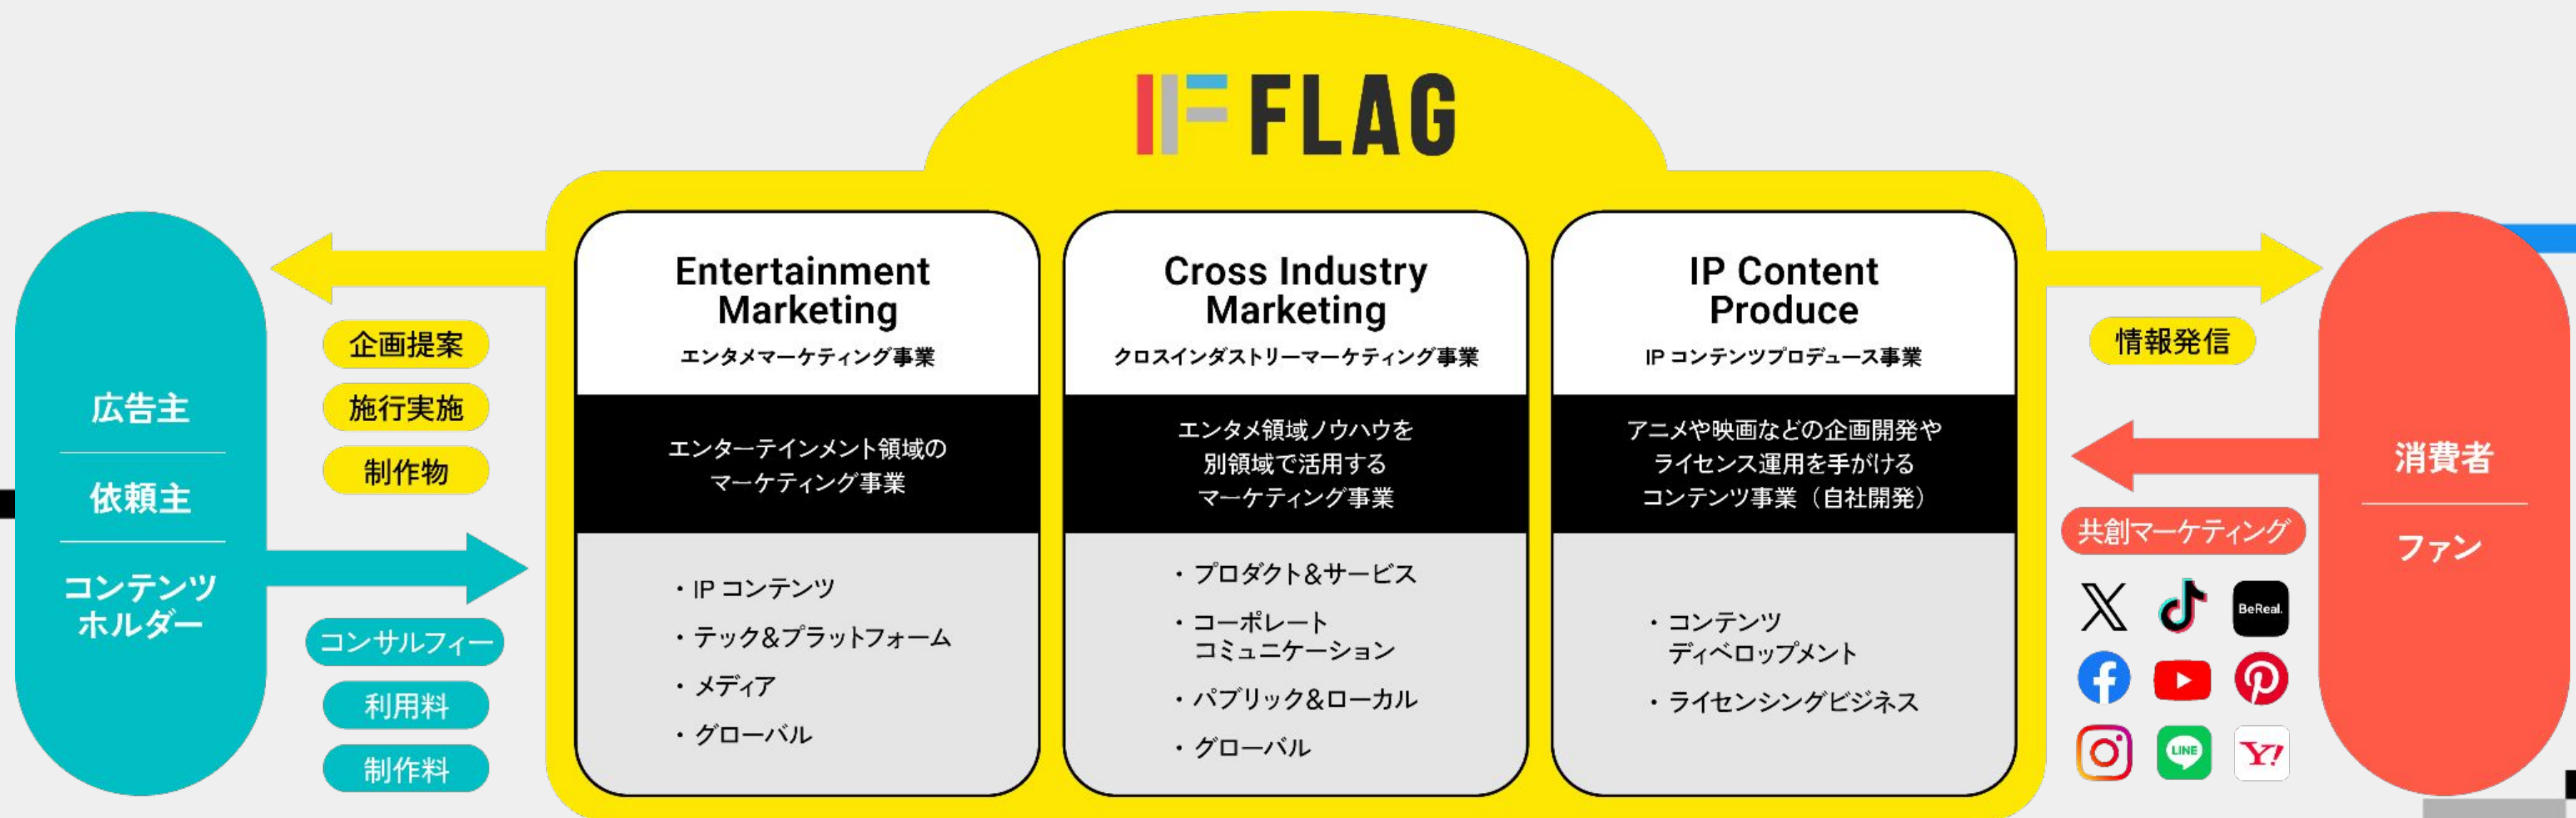 FLAG
広告主
依頼主
コンテンツ
ホルダー
企画提案
施行実施
制作物
コンサルフィー
利用料
制作料
Entertainment
Marketing
エンタメマーケティング事業
エンターテインメント領域の
マーケティング事業
・IP コンテンツ
・テック&プラットフォーム
・メディア
・グローバル
Cross Industry
Marketing
クロスインダストリーマーケティング事業
エンタメ領域ノウハウを
別領域で活用する
マーケティング事業
・プロダクト&サービス
・コーポレート
コミュニケーション
・パブリック&ローカル
・グローバル
IP Content
Produce
IP コンテンツプロデュース事業
アニメや映画などの企画開発や
ライセンス運用を手がける
コンテンツ事業（自社開発）
・コンテンツ
ディベロップメント
・ライセンシングビジネス
情報発信
共創マーケティング
BeReal.
LINE
Y!
消費者
ファン